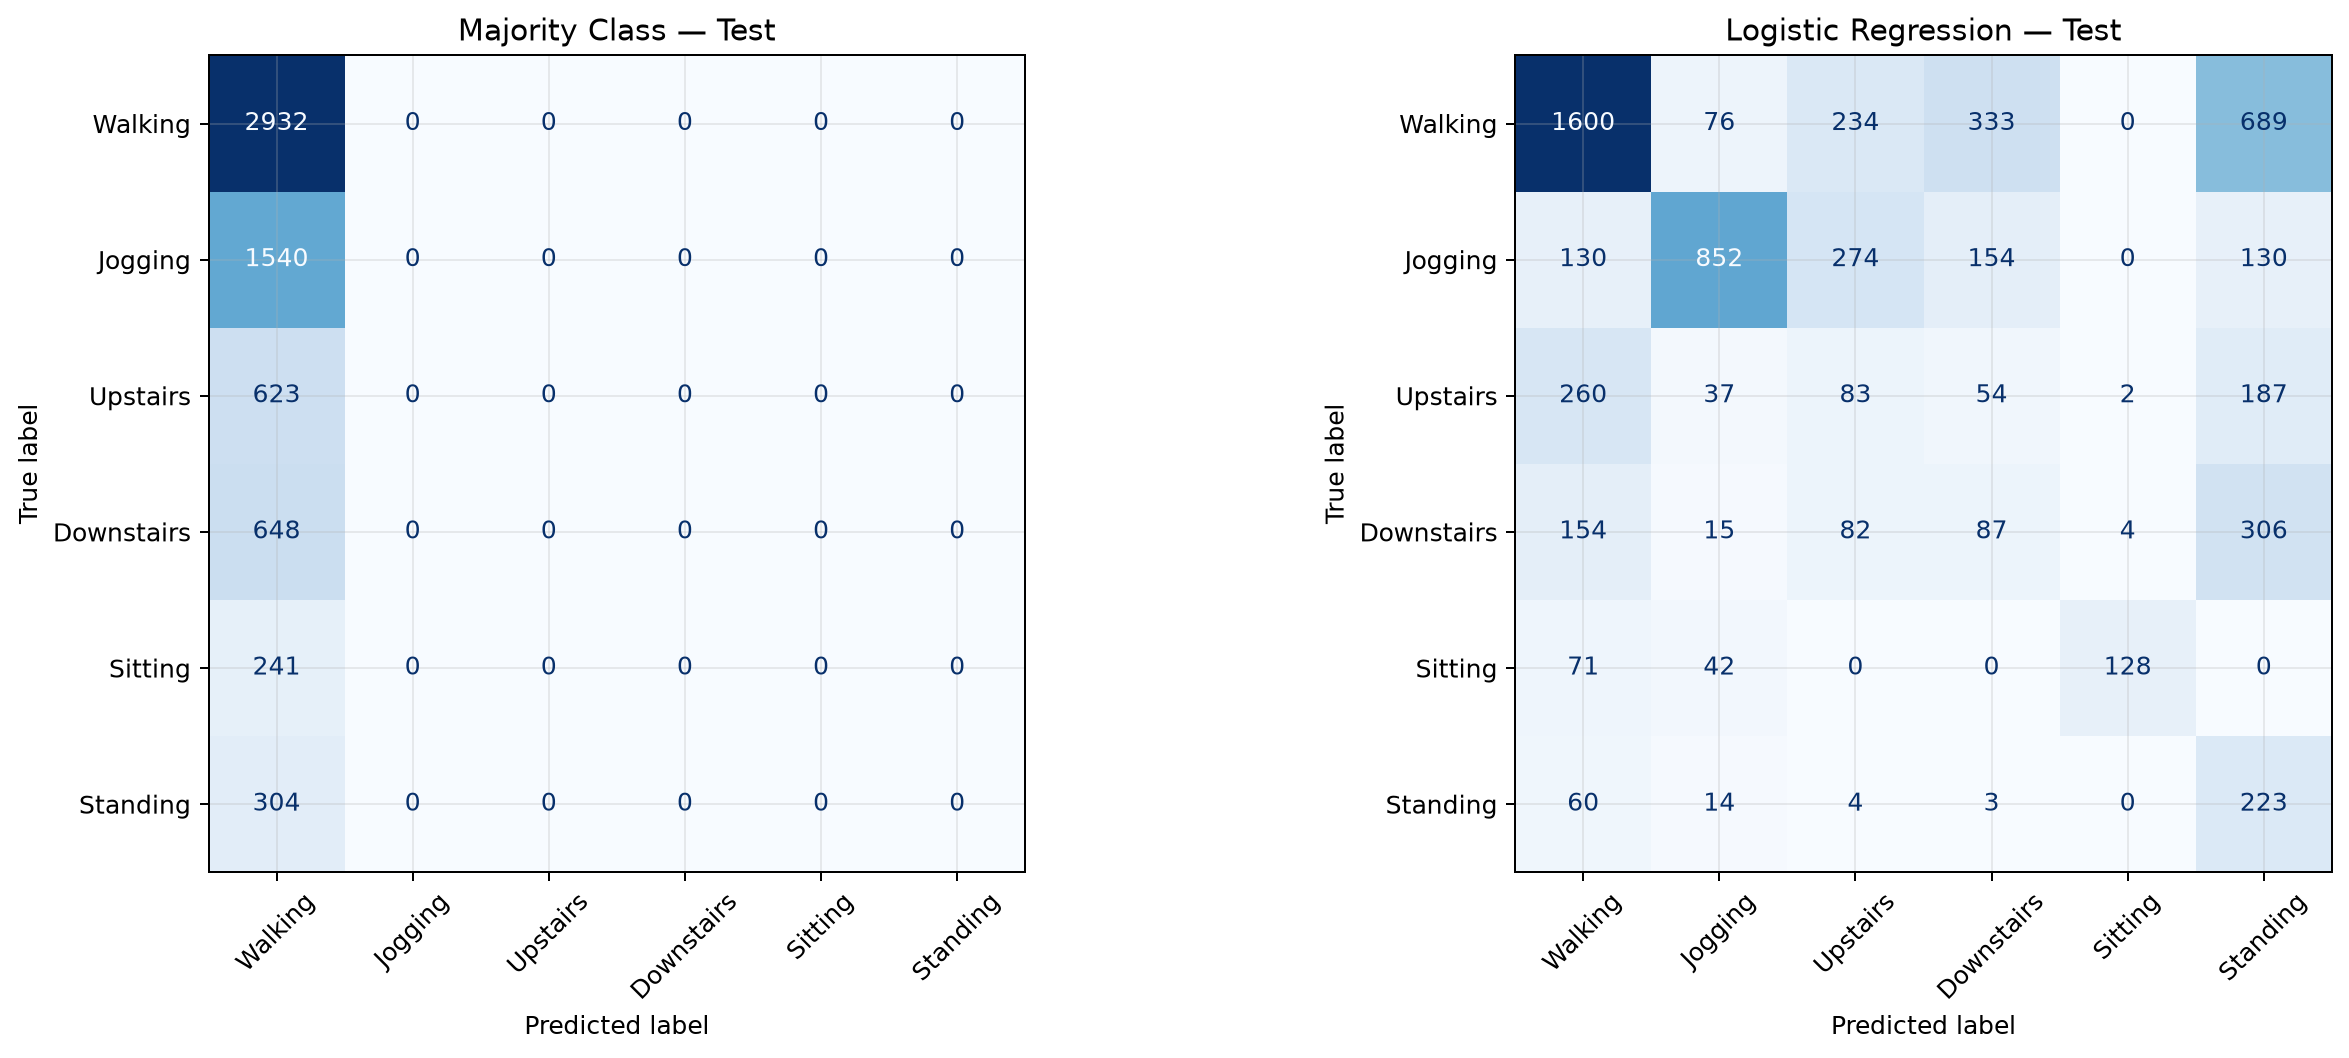 Majority Class — Test
True label
Walking 2932 0 0 0 0 0
Jogging 1540 0 0 0 0 0
Upstairs 623 0 0 0 0 0
Downstairs 648 0 0 0 0 0
Sitting 241 0 0 0 0 0
Standing 304 0 0 0 0 0
Walking Jogging Upstairs Downstairs Sitting Standing
Predicted label
Logistic Regression — Test
True label
Walking 1600 76 234 333 0 689
Jogging 130 852 274 154 0 130
Upstairs 260 37 83 54 2 187
Downstairs 154 15 82 87 4 306
Sitting 71 42 0 0 128 0
Standing 60 14 4 3 0 223
Walking Jogging Upstairs Downstairs Sitting Standing
Predicted label